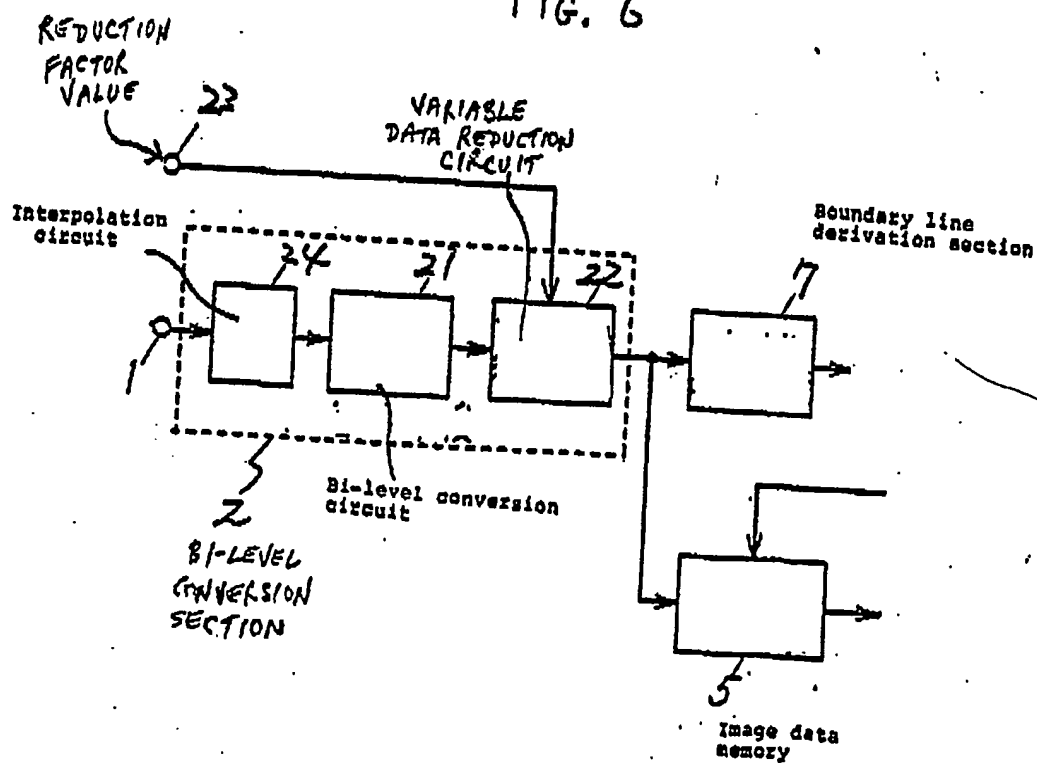 FIG. 6
REDUCTION
FACTOR
VALUE
23
VARIABLE
DATA REDUCTION
CIRCUIT
Interpolation
circuit
Boundary line
derivation section
24
21
22
7
1
Bi-level conversion
circuit
2
BI-LEVEL
CONVERSION
SECTION
5
Image data
memory